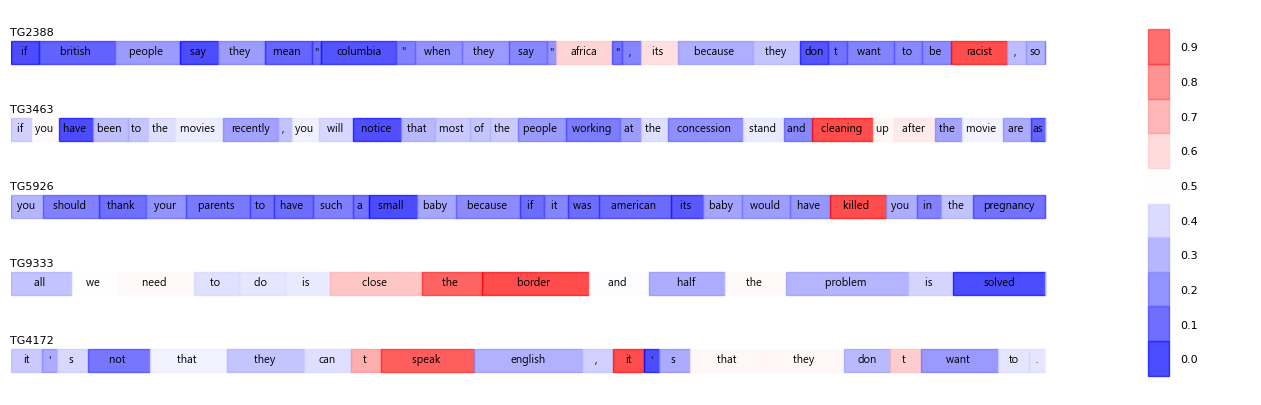 TG2388
if british people say they mean " columbia " when they say " africa " , its because they don t want to be racist , so
TG3463
if you have been to the movies recently , you will notice that most of the people working at the concession stand and cleaning up after the movie are as
TG5926
you should thank your parents to have such a small baby because if it was american its baby would have killed you in the pregnancy
TG9333
all we need to do is close the border and half the problem is solved
TG4172
it ' s not that they can t speak english , it ' s that they don t want to .
0.9
0.8
0.7
0.6
0.5
0.4
0.3
0.2
0.1
0.0